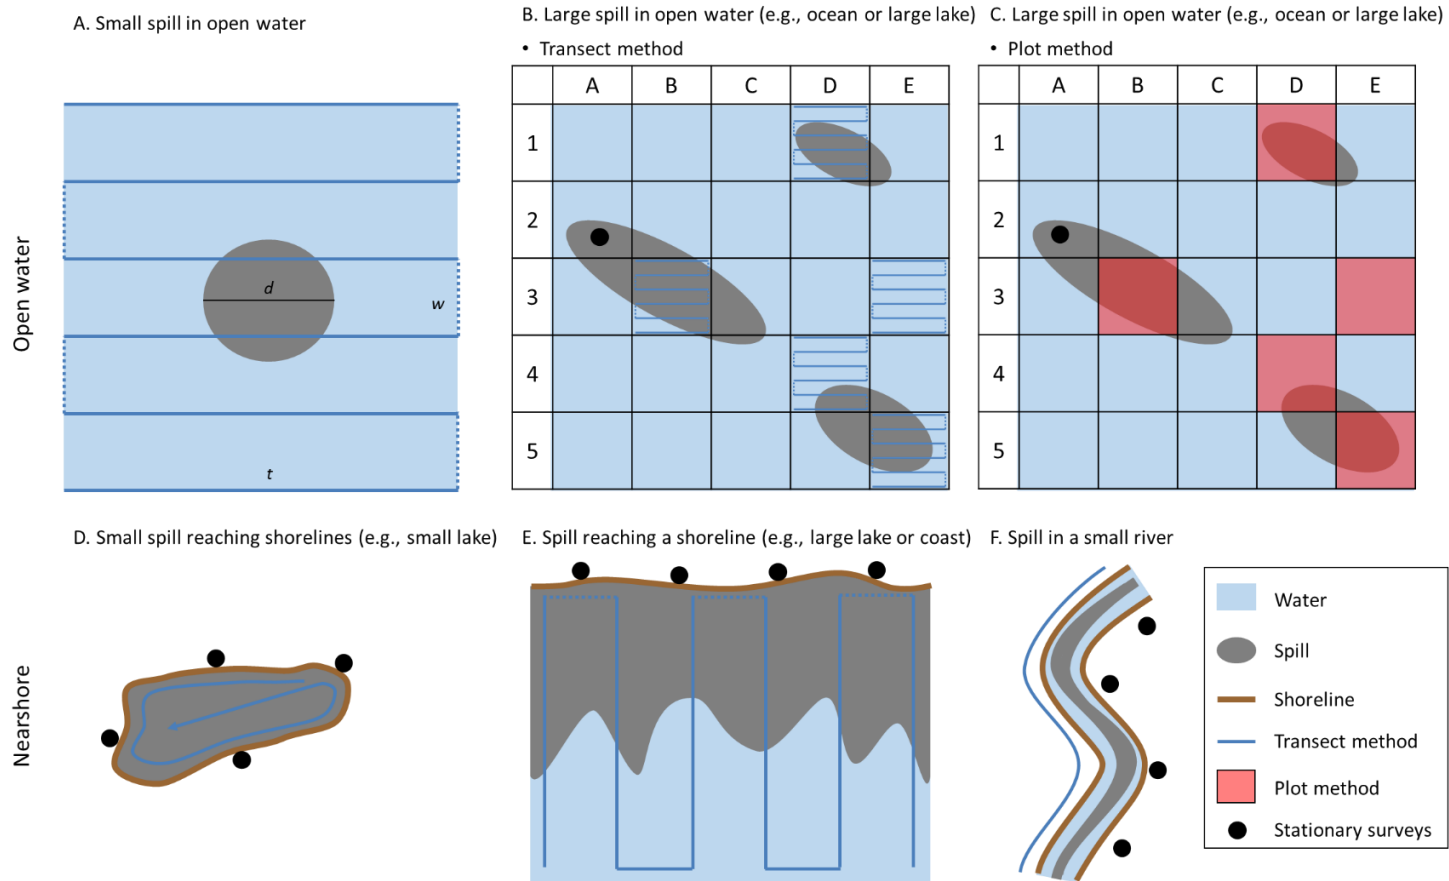 A. Small spill in open water
B. Large spill in open water (e.g., ocean or large lake)
• Transect method
C. Large spill in open water (e.g., ocean or large lake)
• Plot method
Open water
d
w
t
A B C D E
1
2
3
4
5
A B C D E
1
2
3
4
5
D. Small spill reaching shorelines (e.g., small lake)
E. Spill reaching a shoreline (e.g., large lake or coast)
F. Spill in a small river
Nearshore
Water
Spill
Shoreline
Transect method
Plot method
Stationary surveys